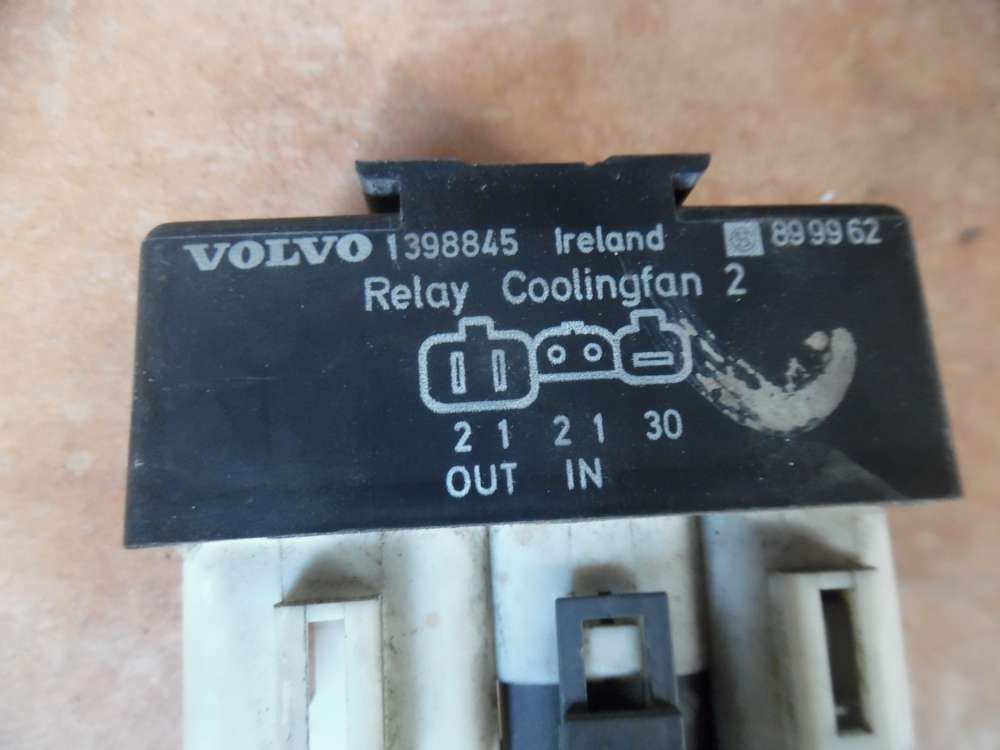 VOLVO 1398845 Ireland 899962
Relay Coolingfan 2
2 1 2 1 30
OUT IN